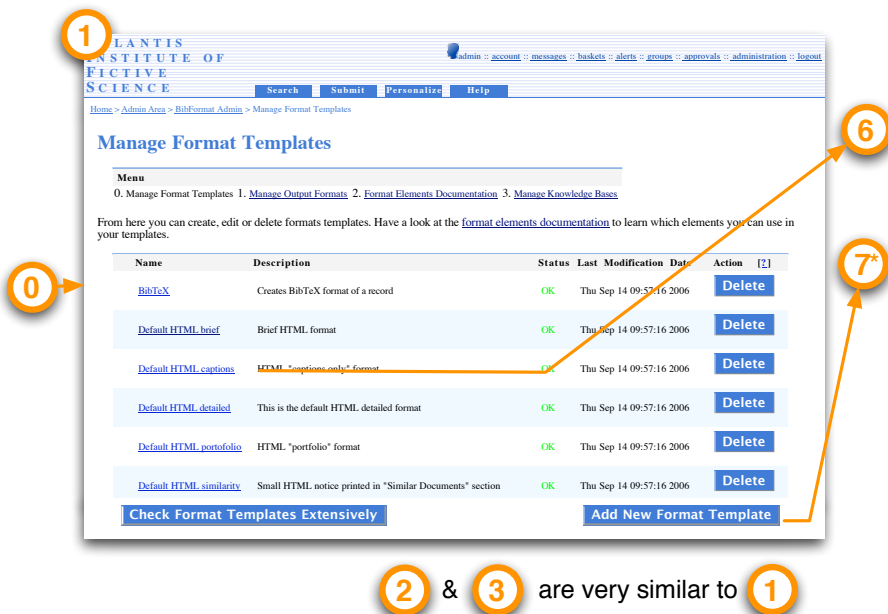 1
LANTIS
INSTITUTE OF
FICTIVE
SCIENCE
admin :: account :: messages :: baskets :: alerts :: groups :: approvals :: administration :: logout
Search Submit Personalize Help
Home > Admin Area > BibFormat Admin > Manage Format Templates
Manage Format Templates
6
Menu
0. Manage Format Templates 1. Manage Output Formats 2. Format Elements Documentation 3. Manage Knowledge Bases
From here you can create, edit or delete formats templates. Have a look at the format elements documentation to learn which elements you can use in
your templates.
7*
0
Name Description Status Last Modification Date Action [?]
BibTeX Creates BibTeX format of a record OK Thu Sep 14 09:57:16 2006 Delete
Default HTML brief Brief HTML format OK Thu Sep 14 09:57:16 2006 Delete
Default HTML captions HTML "captions only" format OK Thu Sep 14 09:57:16 2006 Delete
Default HTML detailed This is the default HTML detailed format OK Thu Sep 14 09:57:16 2006 Delete
Default HTML portofolio HTML "portfolio" format OK Thu Sep 14 09:57:16 2006 Delete
Default HTML similarity Small HTML notice printed in "Similar Documents" section OK Thu Sep 14 09:57:16 2006 Delete
Check Format Templates Extensively Add New Format Template
2 & 3 are very similar to 1